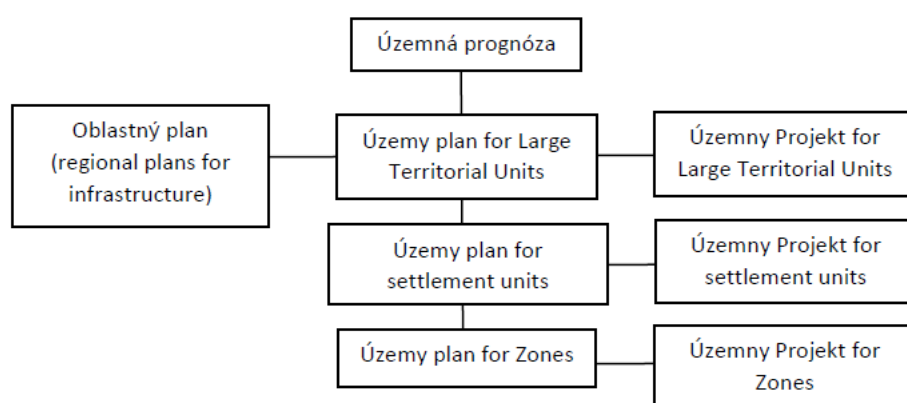 Územná prognóza
Oblastný plan
(regional plans for
infrastructure)
Územy plan for Large
Territorial Units
Územny Projekt for
Large Territorial Units
Územy plan for
settlement units
Územny Projekt for
settlement units
Územy plan for Zones
Územny Projekt for
Zones